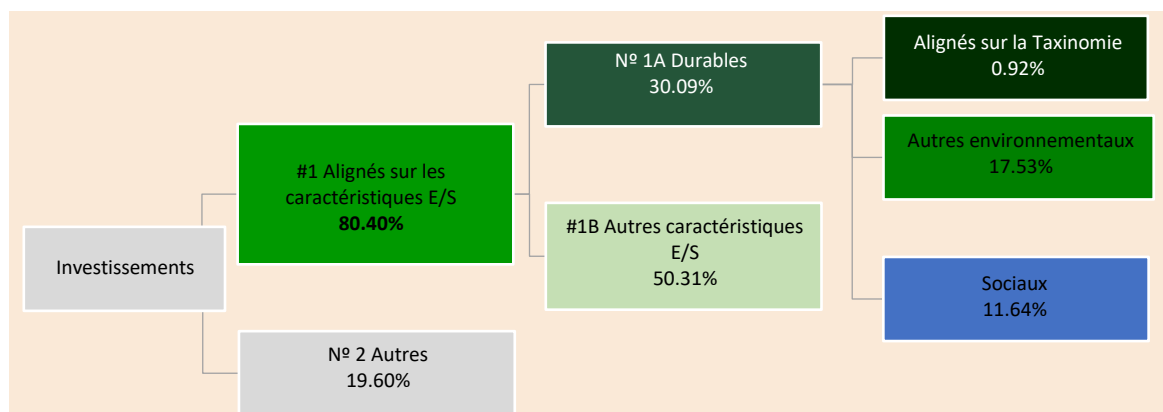 Investissements
#1 Alignés sur les
caractéristiques E/S
80.40%
Nº 2 Autres
19.60%
Nº 1A Durables
30.09%
#1B Autres caractéristiques
E/S
50.31%
Alignés sur la Taxinomie
0.92%
Autres environnementaux
17.53%
Sociaux
11.64%